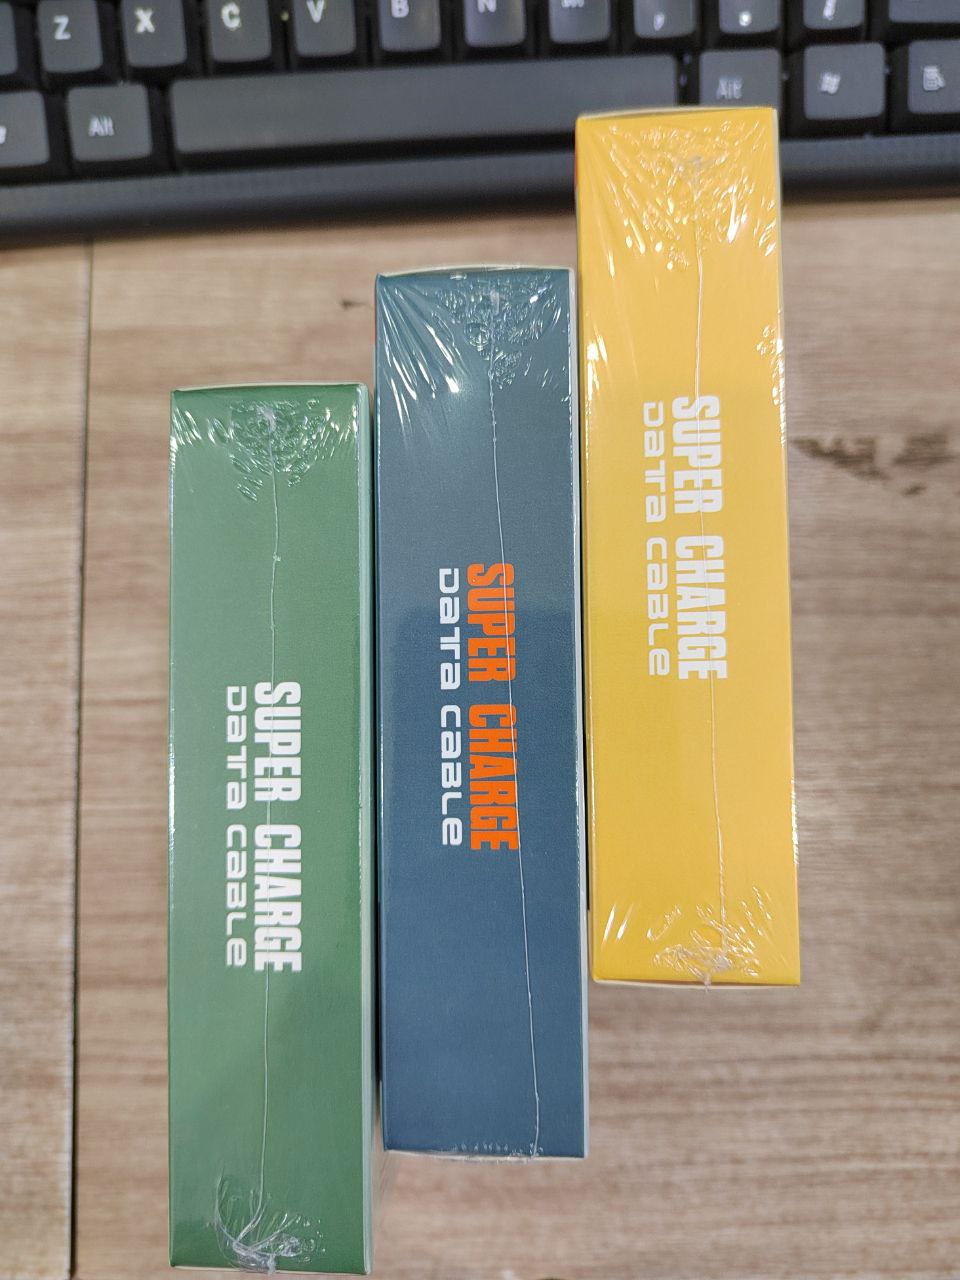 Z X C V B N M , . /
Alt Alt
SUPER CHARGE
DATA CABLE
SUPER CHARGE
DATA CABLE
SUPER CHARGE
DATA CABLE